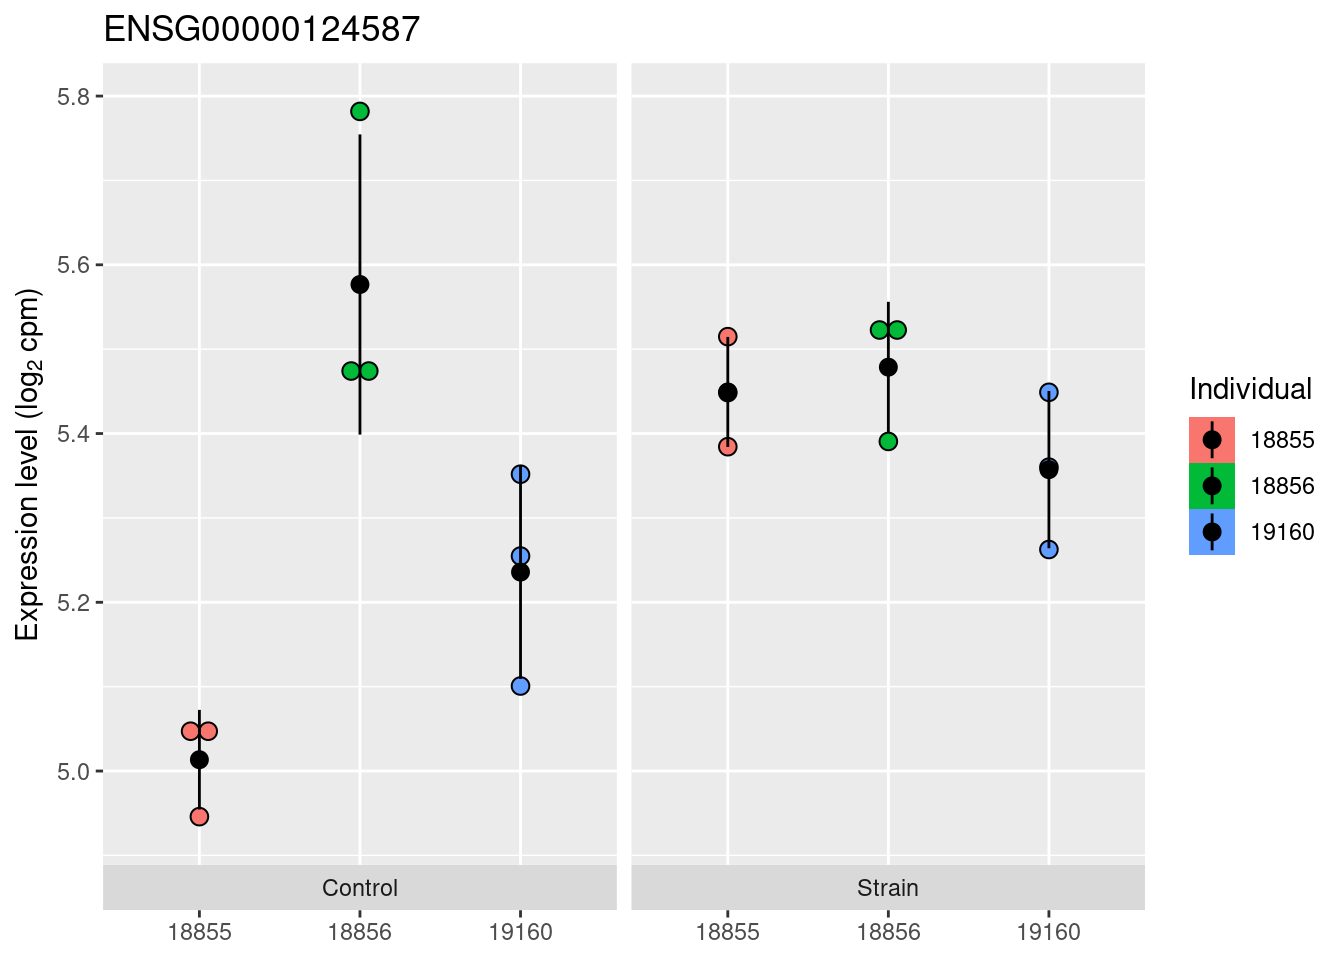 ENSG00000124587
Expression level (log₂ cpm)
5.8
5.6
5.4
5.2
5.0
Control
Strain
18855
18856
19160
18855
18856
19160
Individual
18855
18856
19160